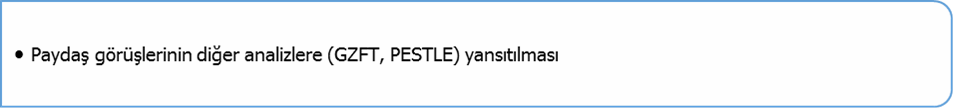 • Paydaş görüşlerinin diğer analizlere (GZFT, PESTLE) yansıtılması